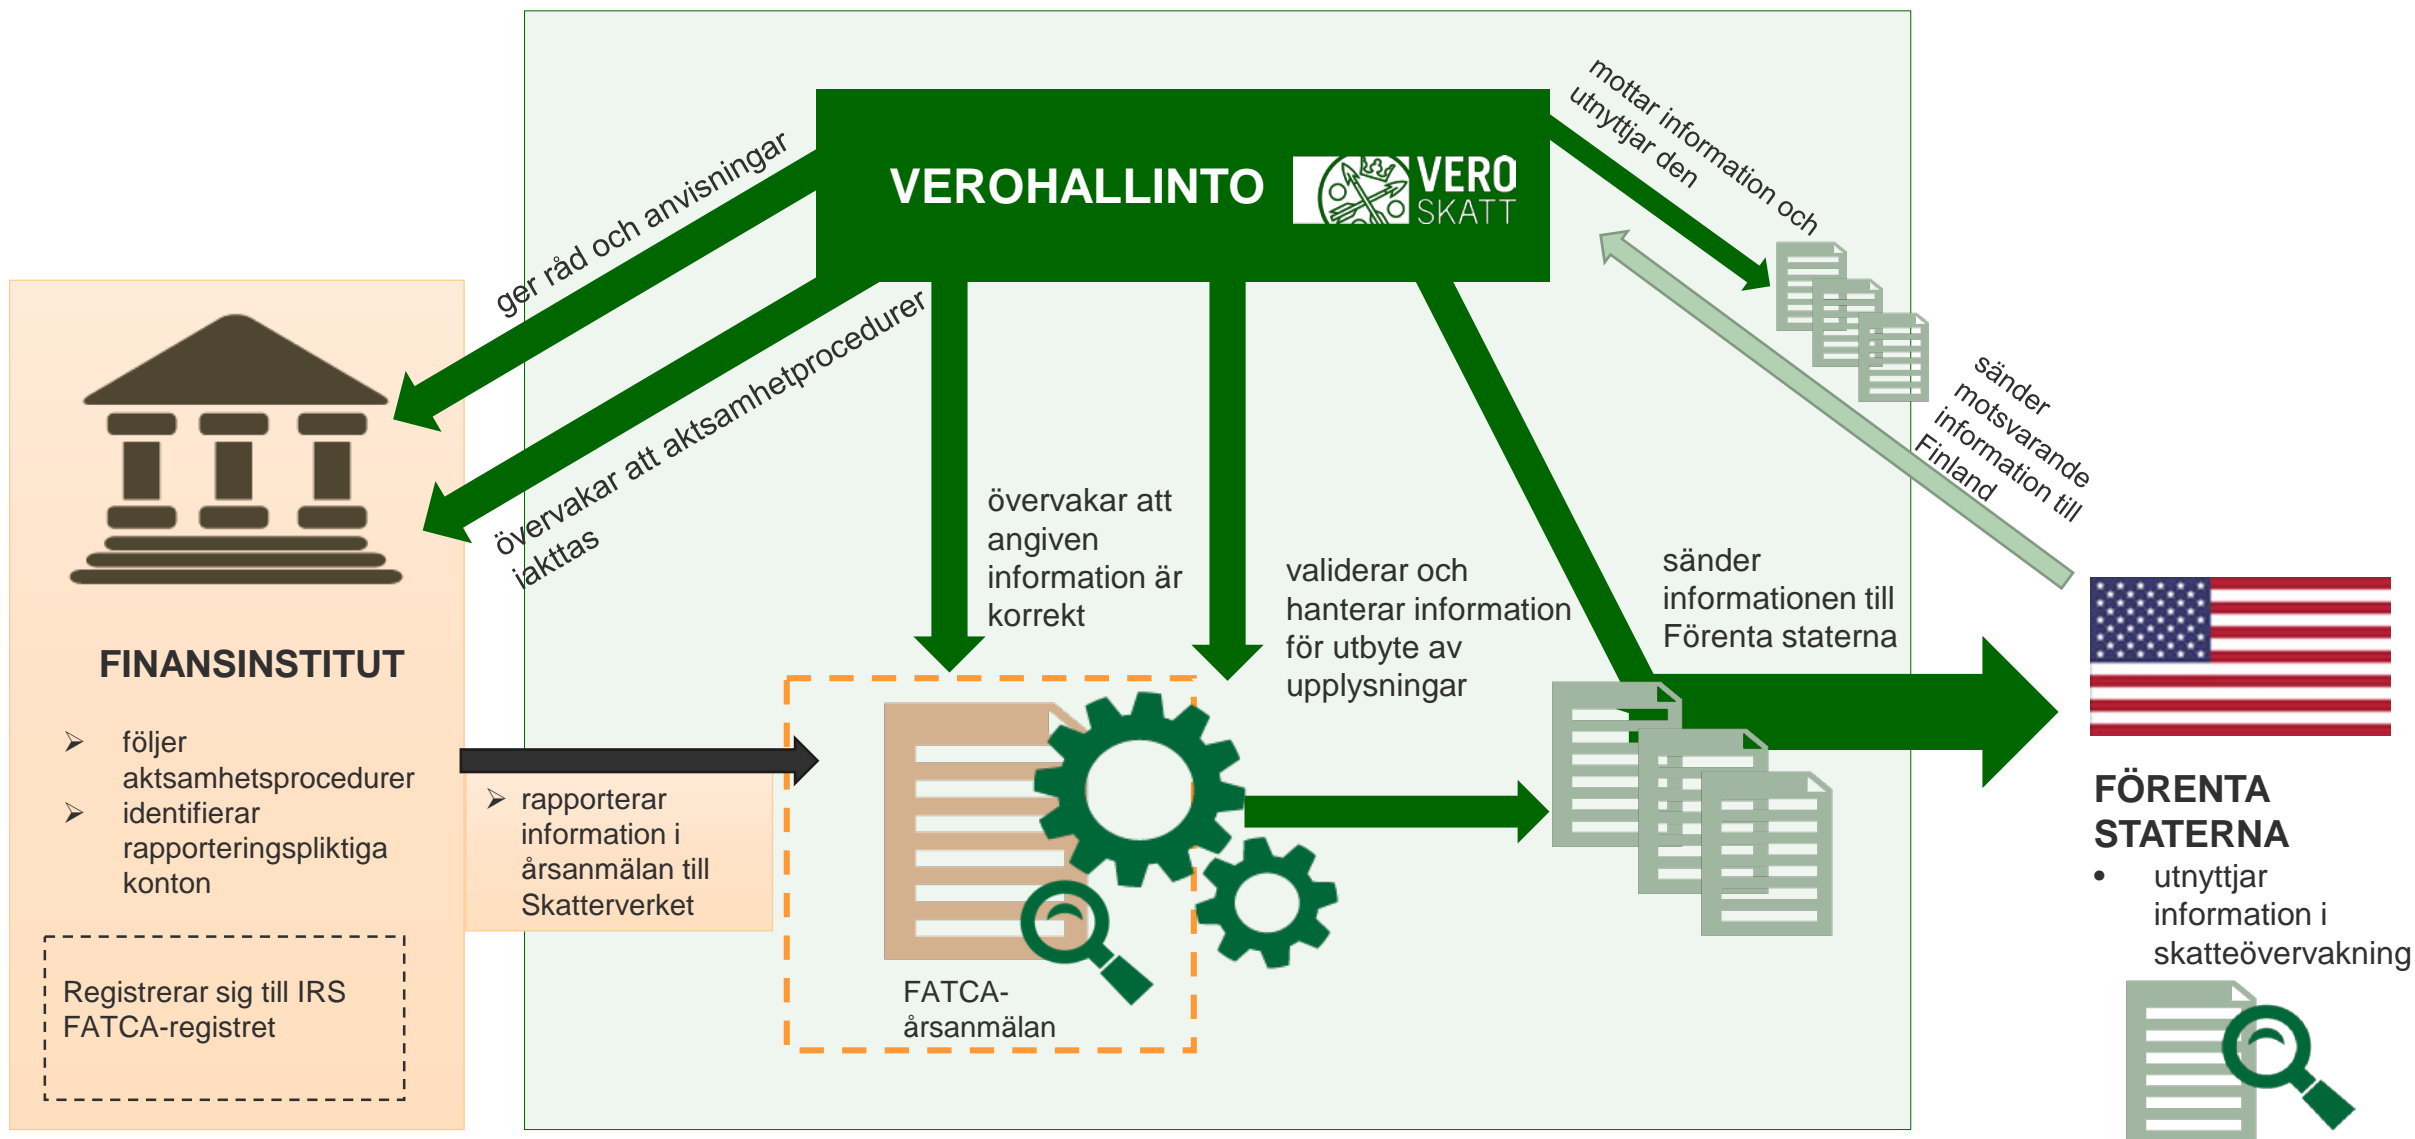 VEROHALLINTO
VERO
SKATT
mottar information och
utnyttjar den
ger råd och anvisningar
övervakar att aktsamhetprocedurer
iakttas
sänder
motsvarande
information till
Finland
övervakar att
angiven
information är
korrekt
validerar och
hanterar information
för utbyte av
upplysningar
sänder
informationen till
Förenta staterna
FINANSINSTITUT
➢ följer
aktsamhetsprocedurer
➢ identifierar
rapporteringspliktiga
konton
Registrerar sig till IRS
FATCA-registret
➢ rapporterar
information i
årsanmälan till
Skatterverket
FATCA-
årsanmälan
FÖRENTA
STATERNA
• utnyttjar
information i
skatteövervakning